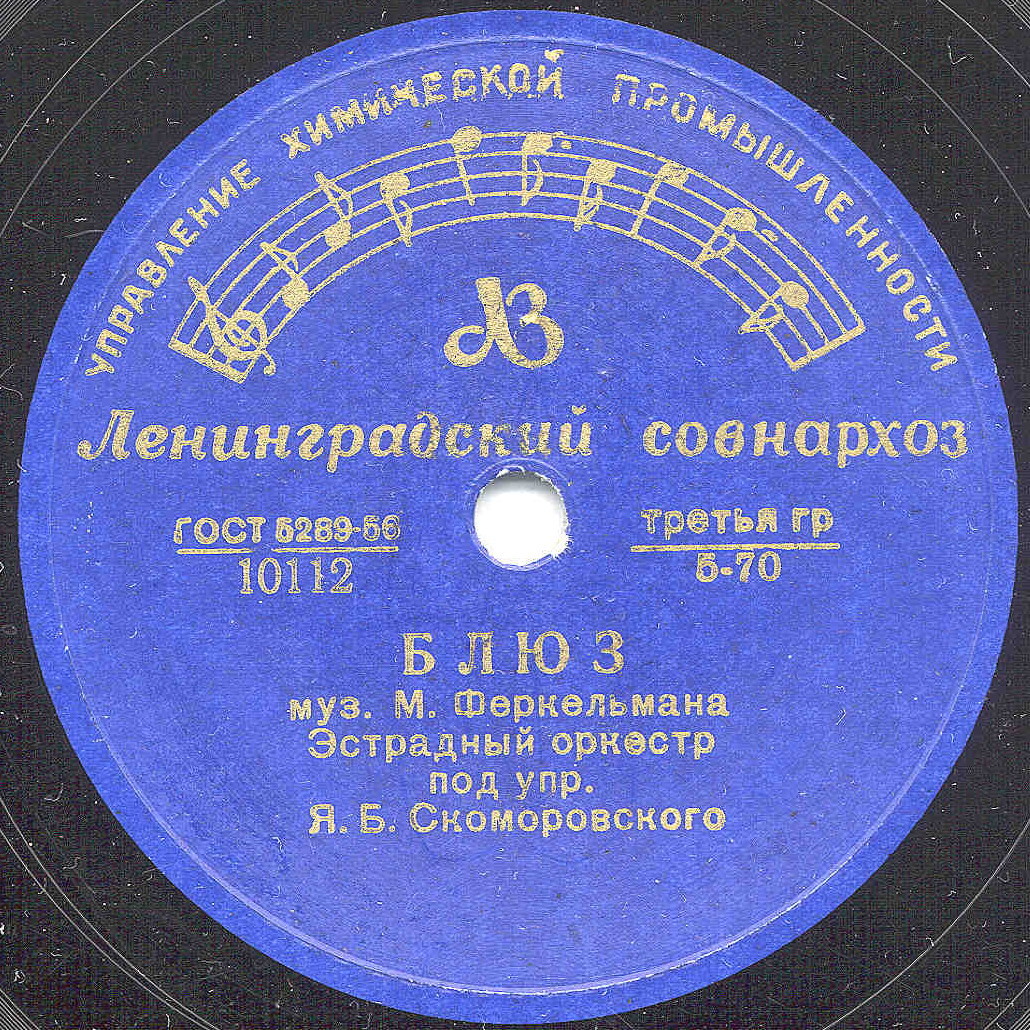 УПРАВЛЕНИЕ ХИМИЧЕСКОЙ ПРОМЫШЛЕННОСТИ
ЛЗ
Ленинградский совнархоз
ГОСТ 5289-56
10112
третья гр
5-70
БЛЮЗ
муз. М. Феркельмана
Эстрадный оркестр
под упр.
Я. Б. Скоморовского